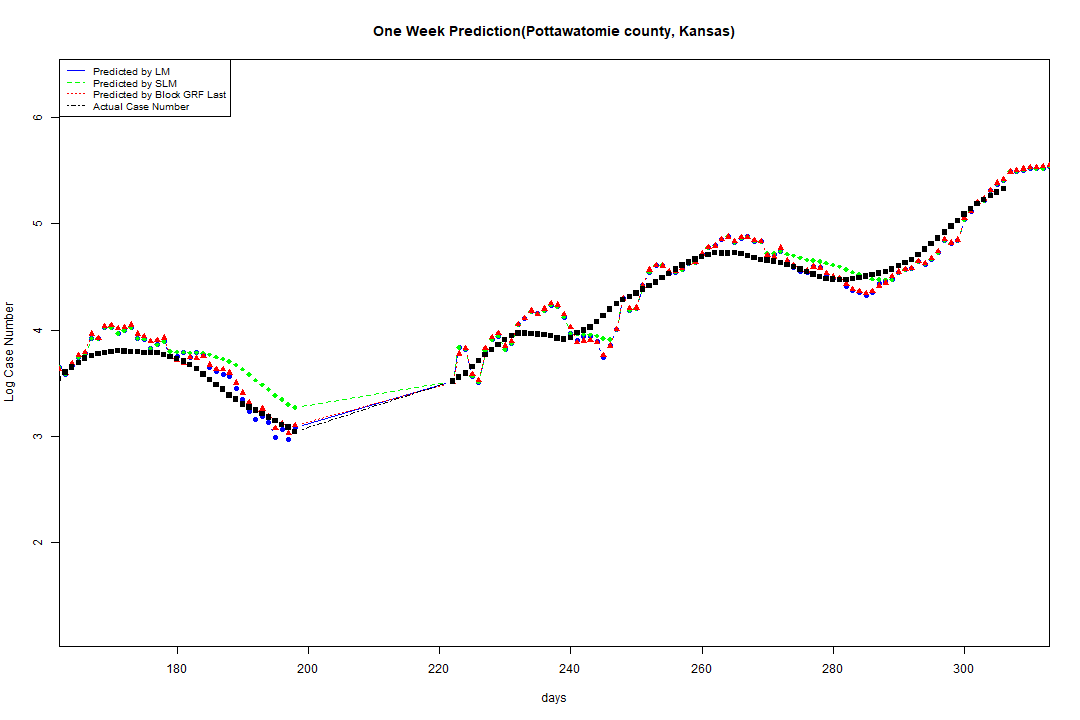 One Week Prediction(Pottawatomie county, Kansas)
Predicted by LM
Predicted by SLM
Predicted by Block GRF Last
Actual Case Number
6
5
4
3
2
Log Case Number
180 200 220 240 260 280 300
days